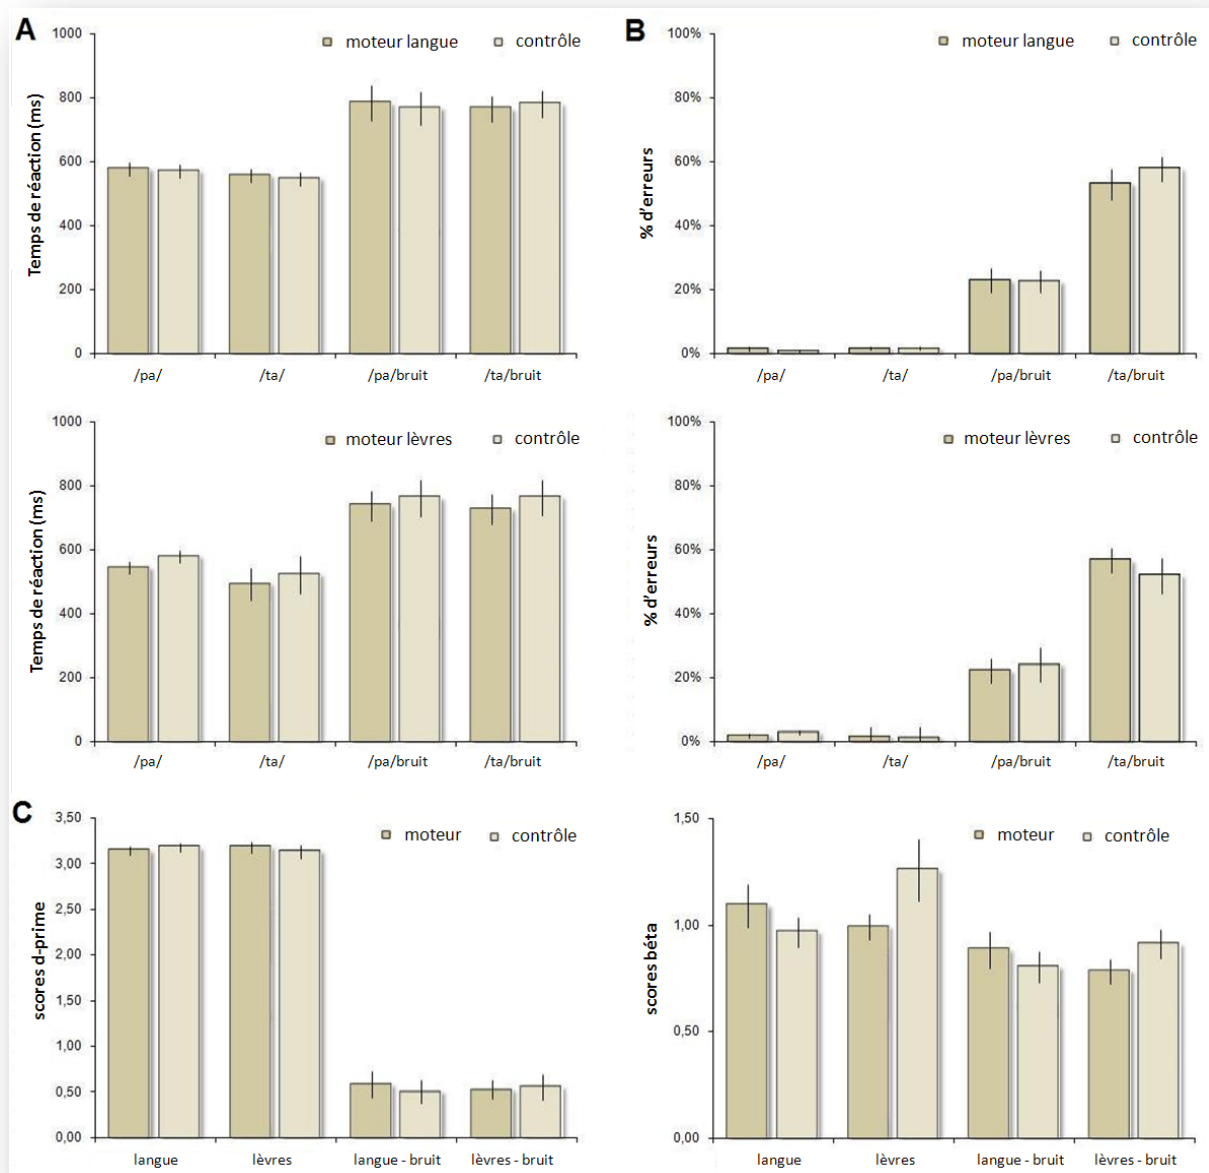 A
moteur langue contrôle
Temps de réaction (ms)
1000
800
600
400
200
0
/pa/ /ta/ /pa/bruit /ta/bruit
B
moteur langue contrôle
% d'erreurs
100%
80%
60%
40%
20%
0%
/pa/ /ta/ /pa/bruit /ta/bruit
moteur lèvres contrôle
Temps de réaction (ms)
1000
800
600
400
200
0
/pa/ /ta/ /pa/bruit /ta/bruit
moteur lèvres contrôle
% d'erreurs
100%
80%
60%
40%
20%
0%
/pa/ /ta/ /pa/bruit /ta/bruit
C
moteur contrôle
scores d-prime
3,50
3,00
2,50
2,00
1,50
1,00
0,50
0,00
langue lèvres langue - bruit lèvres - bruit
moteur contrôle
scores béta
1,50
1,00
0,50
0,00
langue lèvres langue - bruit lèvres - bruit